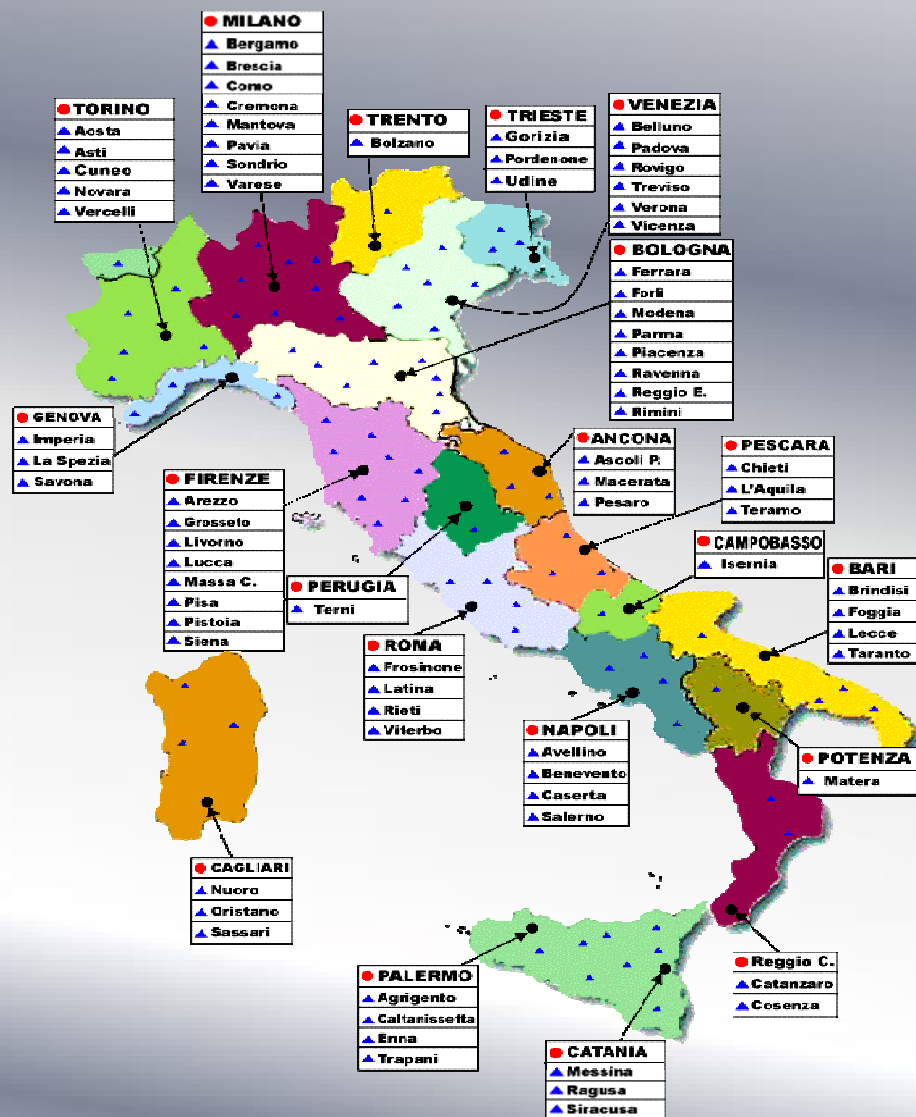 MILANO
Bergamo
Brescia
Como
Cremona
Mantova
Pavia
Sondrio
Varese
TORINO
Aosta
Asti
Cuneo
Novara
Vercelli
TRENTO
Bolzano
TRIESTE
Gorizia
Pordenone
Udine
VENEZIA
Belluno
Padova
Rovigo
Treviso
Verona
Vicenza
BOLOGNA
Ferrara
Forlì
Modena
Parma
Piacenza
Ravenna
Reggio E.
Rimini
GENOVA
Imperia
La Spezia
Savona
FIRENZE
Arezzo
Grosseto
Livorno
Lucca
Massa C.
Pisa
Pistoia
Siena
ANCONA
Ascoli P.
Macerata
Pesaro
PESCARA
Chieti
L'Aquila
Teramo
CAMPOBASSO
Isernia
BARI
Brindisi
Foggia
Lecce
Taranto
PERUGIA
Terni
ROMA
Frosinone
Latina
Rieti
Viterbo
NAPOLI
Avellino
Benevento
Caserta
Salerno
POTENZA
Matera
CAGLIARI
Nuoro
Oristano
Sassari
Reggio C.
Catanzaro
Cosenza
PALERMO
Agrigento
Caltanissetta
Enna
Trapani
CATANIA
Messina
Ragusa
Siracusa